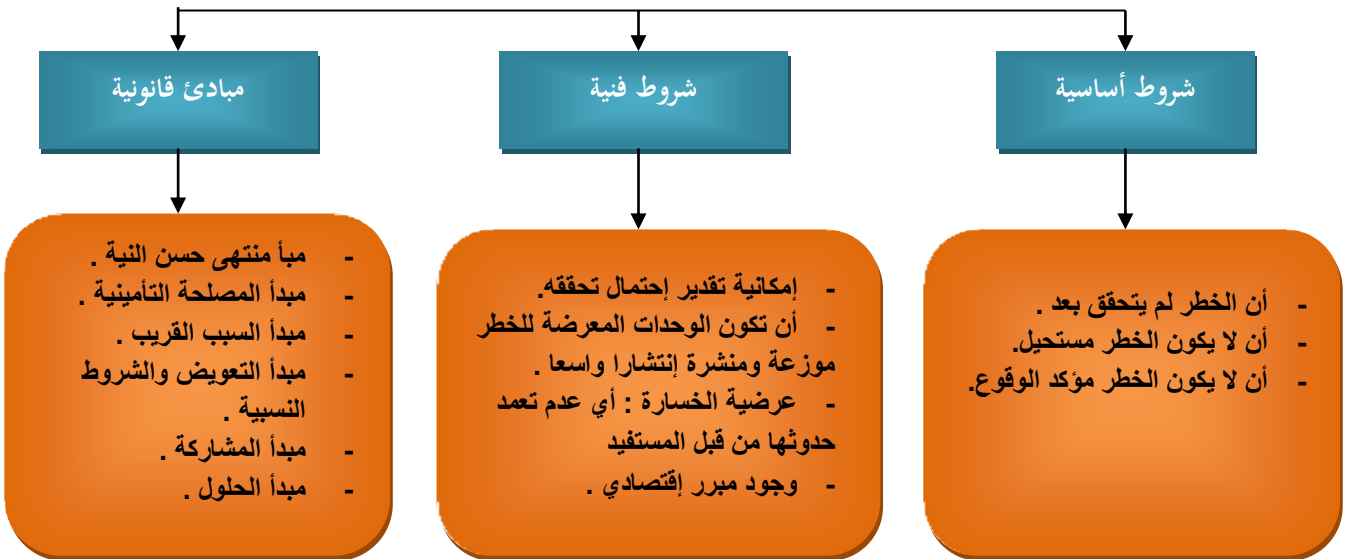 شروط أساسية
شروط فنية
مبادئ قانونية
- أن الخطر لم يتحقق بعد .
- أن لا يكون الخطر مستحيل.
- أن لا يكون الخطر مؤكد الوقوع.
- إمكانية تقدير إحتمال تحققه.
- أن تكون الوحدات المعرضة للخطر
موزعة ومنشرة إنتشارا واسعا .
- عرضية الخسارة : أي عدم تعمد
حدوثها من قبل المستفيد
- وجود مبرر إقتصادي .
- مبأ منتهى حسن النية .
- مبدأ المصلحة التأمينية .
- مبدأ السبب القريب .
- مبدأ التعويض والشروط
النسبية .
- مبدأ المشاركة .
- مبدأ الحلول .